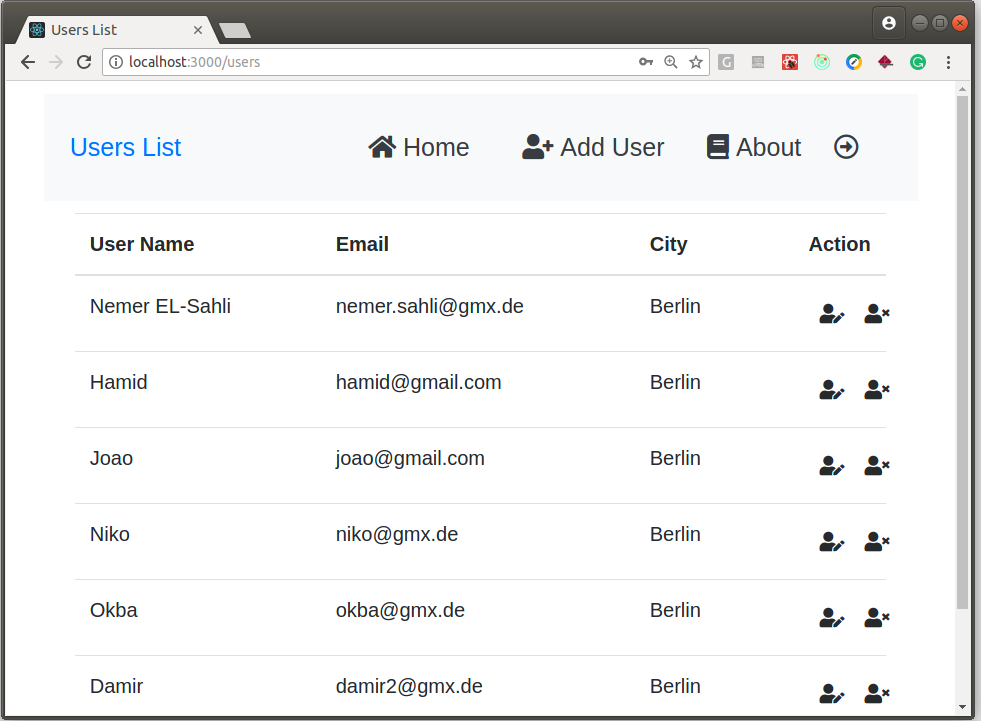 Users List
localhost:3000/users
Users List Home Add User About
User Name Email City Action
Nemer EL-Sahli nemer.sahli@gmx.de Berlin
Hamid hamid@gmail.com Berlin
Joao joao@gmail.com Berlin
Niko niko@gmx.de Berlin
Okba okba@gmx.de Berlin
Damir damir2@gmx.de Berlin